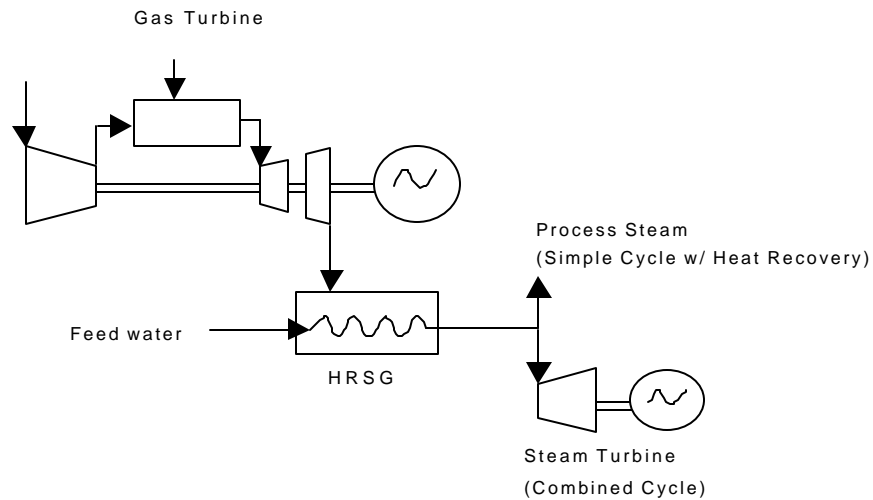 Gas Turbine
Process Steam
(Simple Cycle w/ Heat Recovery)
Feed water
HRSG
Steam Turbine
(Combined Cycle)